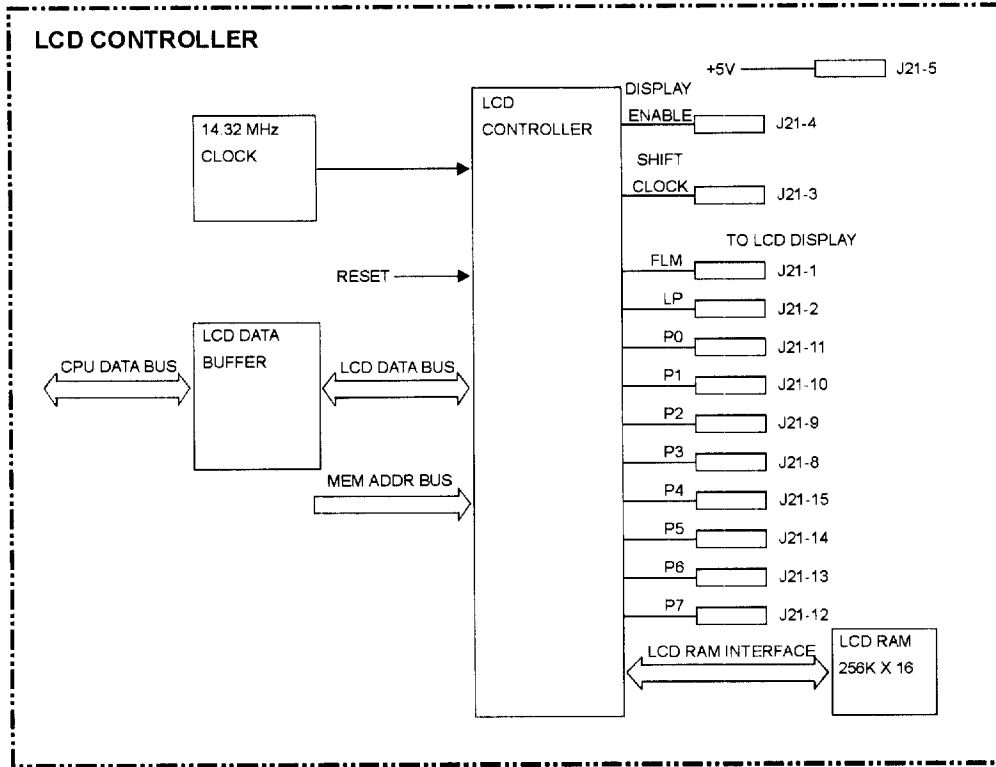 LCD CONTROLLER
+5V
J21-5
LCD
CONTROLLER
DISPLAY
ENABLE
J21-4
14.32 MHz
CLOCK
SHIFT
CLOCK
J21-3
TO LCD DISPLAY
RESET
FLM
J21-1
LP
J21-2
LCD DATA
BUFFER
P0
J21-11
CPU DATA BUS
LCD DATA BUS
P1
J21-10
P2
J21-9
P3
J21-8
MEM ADDR BUS
P4
J21-15
P5
J21-14
P6
J21-13
P7
J21-12
LCD RAM INTERFACE
LCD RAM
256K X 16